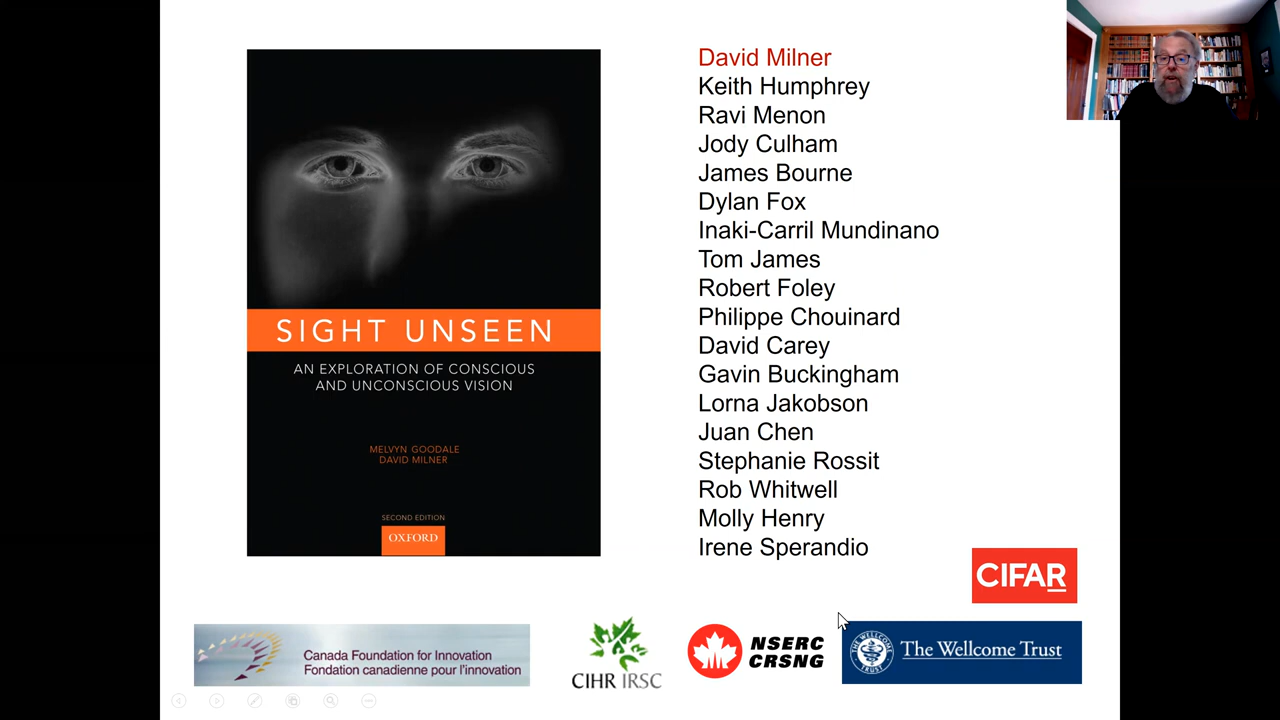 SIGHT UNSEEN
AN EXPLORATION OF CONSCIOUS
AND UNCONSCIOUS VISION
MELVYN GOODALE
DAVID MILNER
SECOND EDITION
OXFORD
David Milner
Keith Humphrey
Ravi Menon
Jody Culham
James Bourne
Dylan Fox
Inaki-Carril Mundinano
Tom James
Robert Foley
Philippe Chouinard
David Carey
Gavin Buckingham
Lorna Jakobson
Juan Chen
Stephanie Rossit
Rob Whitwell
Molly Henry
Irene Sperandio
CIFAR
Canada Foundation for Innovation
Fondation canadienne pour l'innovation
CIHR IRSC
NSERC
CRSNG
THE WELLCOME TRUST
The Wellcome Trust